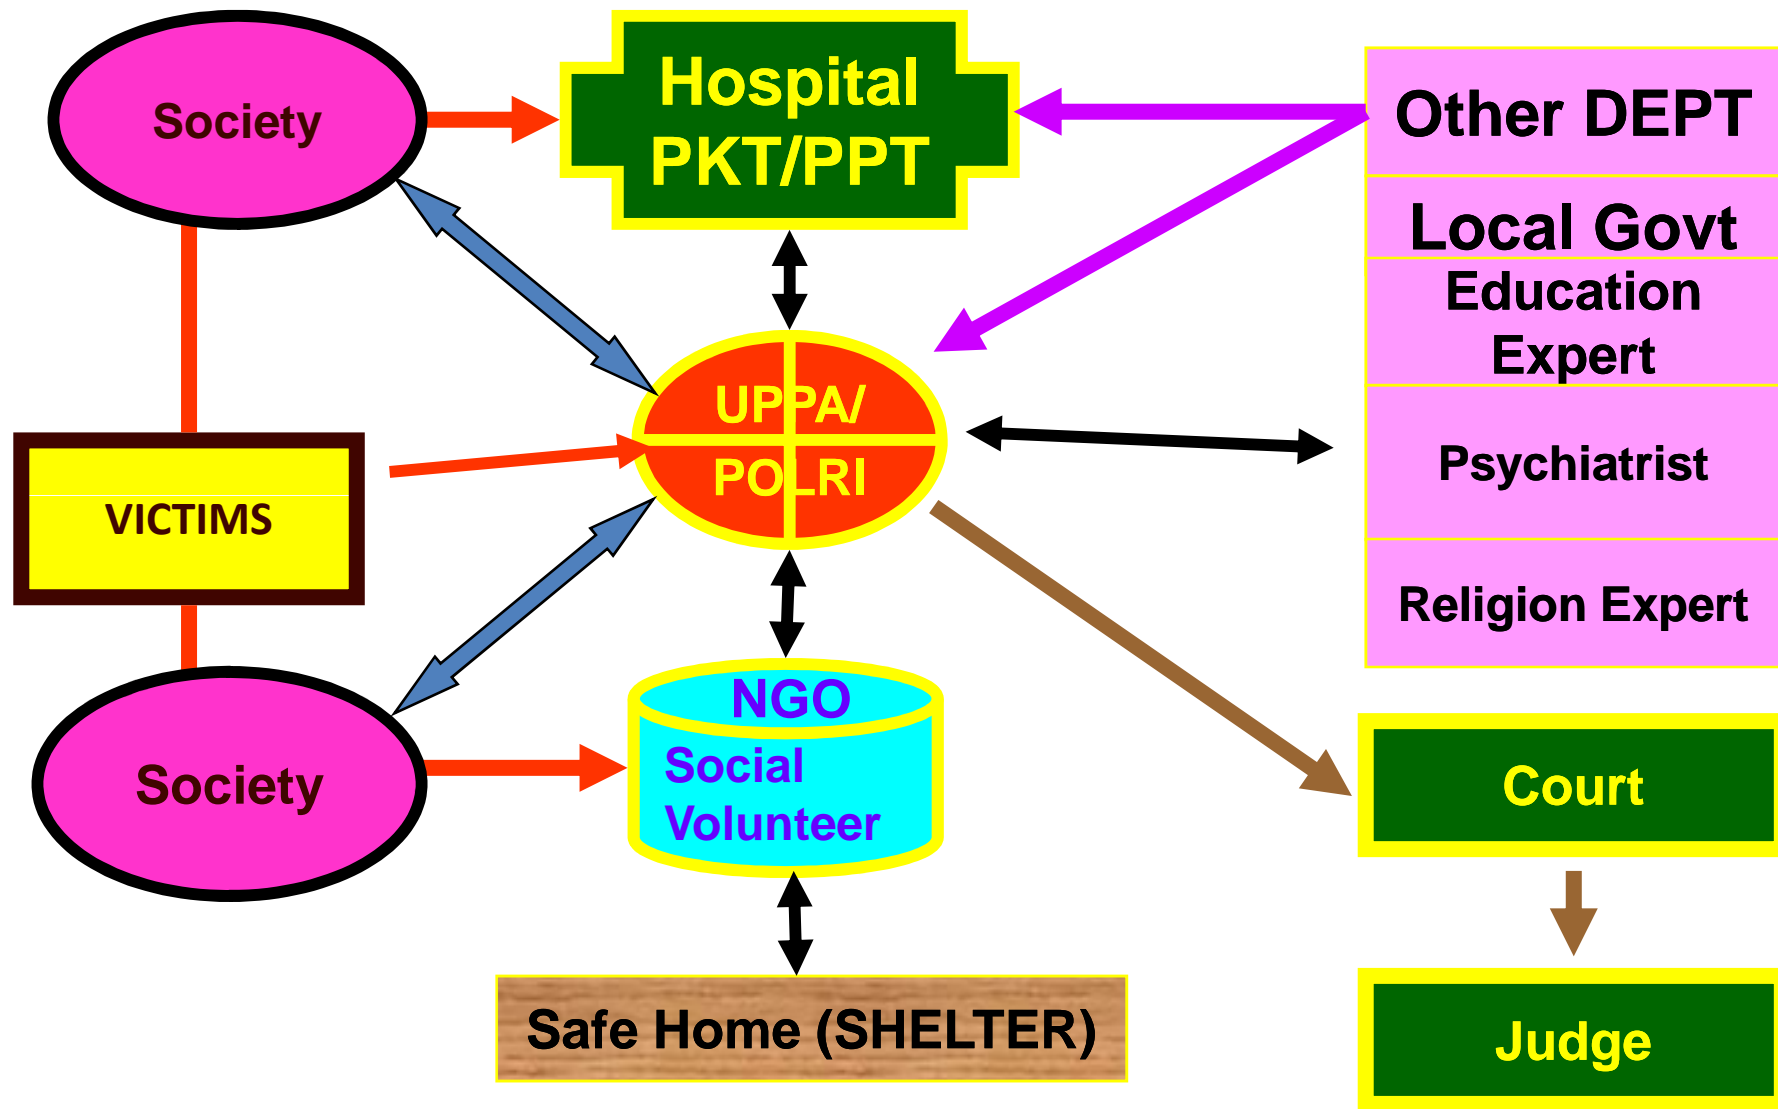 Society
Hospital
PKT/PPT
Other DEPT
Local Govt
Education
Expert
Psychiatrist
Religion Expert
UPPA/
POLRI
VICTIMS
Society
NGO
Social
Volunteer
Court
Safe Home (SHELTER)
Judge